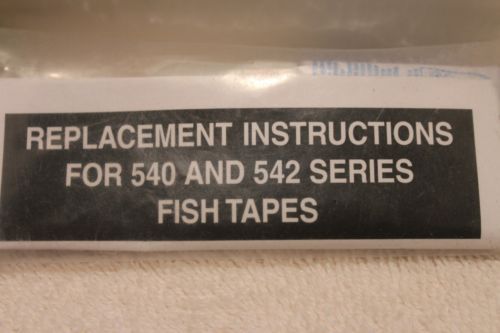 REPLACEMENT INSTRUCTIONS
FOR 540 AND 542 SERIES
FISH TAPES